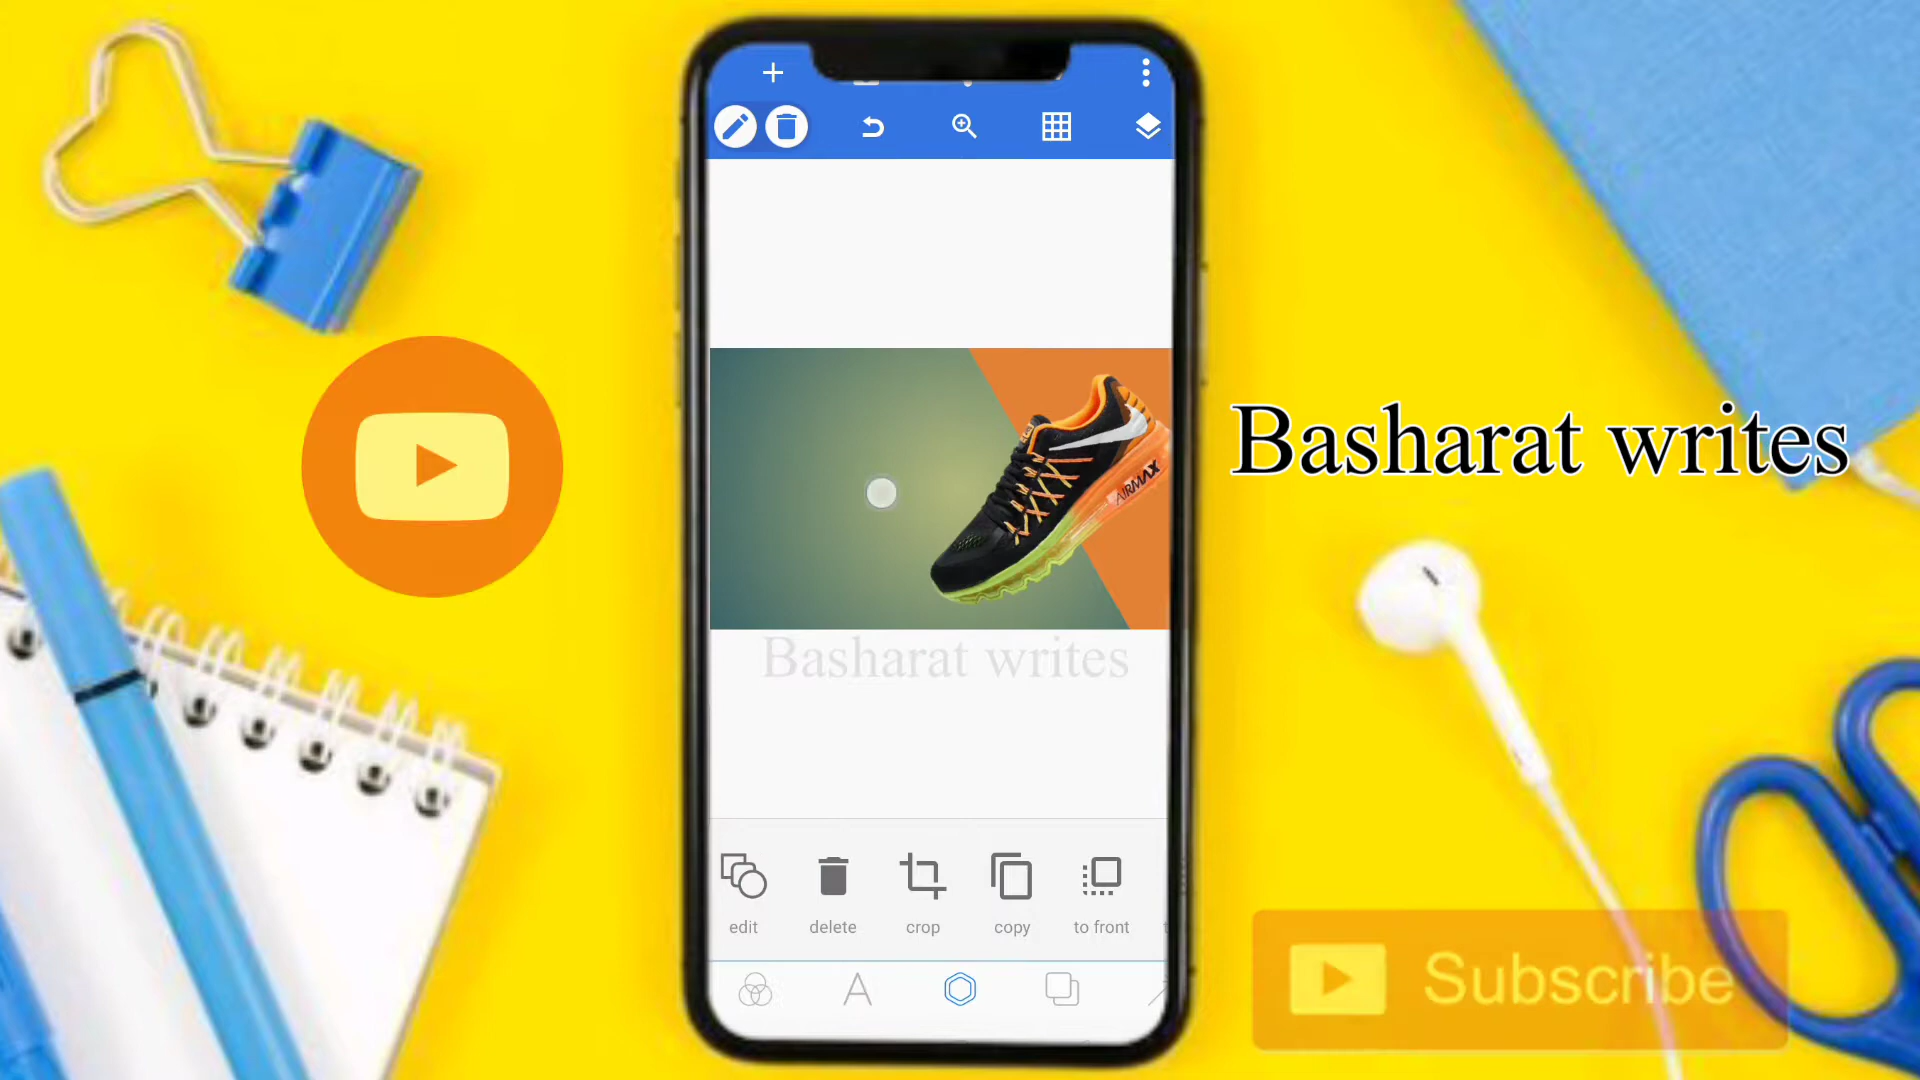 Basharat writes
AIRMAX
Basharat writes
edit
delete
crop
copy
to front
Subscribe